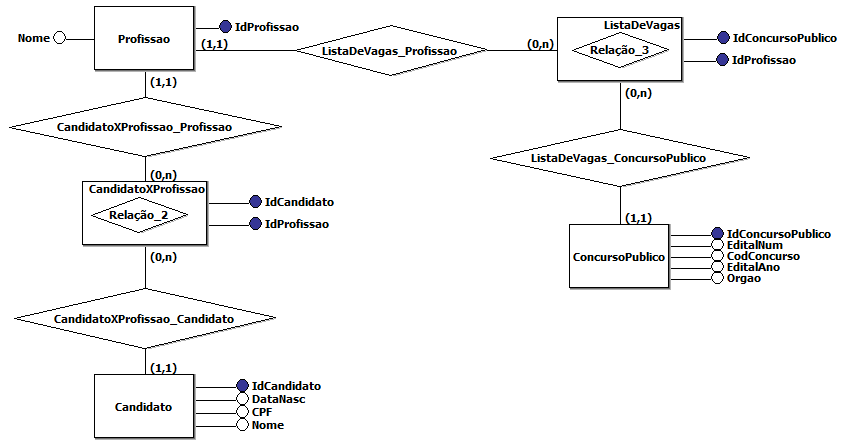 ListaDeVagas
IdProfissao
Nome
Profissao
(1,1)
ListaDeVagas_Profissao
(0,n)
Relação_3
IdConcursoPublico
IdProfissao
(1,1)
(0,n)
CandidatoXProfissao_Profissao
ListaDeVagas_ConcursoPublico
(0,n)
CandidatoXProfissao
Relação_2
IdCandidato
IdProfissao
(1,1)
(0,n)
ConcursoPublico
IdConcursoPublico
EditalNum
CodConcurso
EditalAno
Orgao
CandidatoXProfissao_Candidato
(1,1)
Candidato
IdCandidato
DataNasc
CPF
Nome